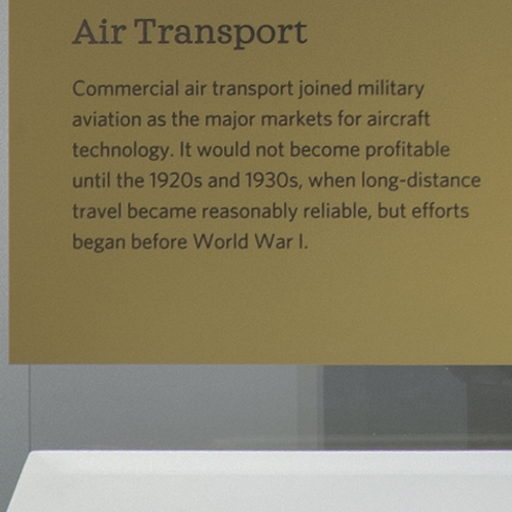 Air Transport
Commercial air transport joined military
aviation as the major markets for aircraft
technology. It would not become profitable
until the 1920s and 1930s, when long-distance
travel became reasonably reliable, but efforts
began before World War I.